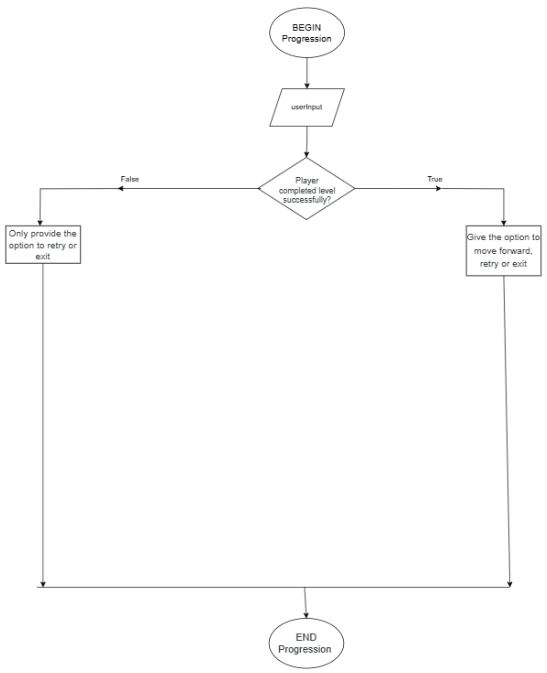 BEGIN
Progression
userInput
False
Player
completed level
successfully?
True
Only provide the
option to retry or
exit
Give the option to
move forward,
retry or exit
END
Progression